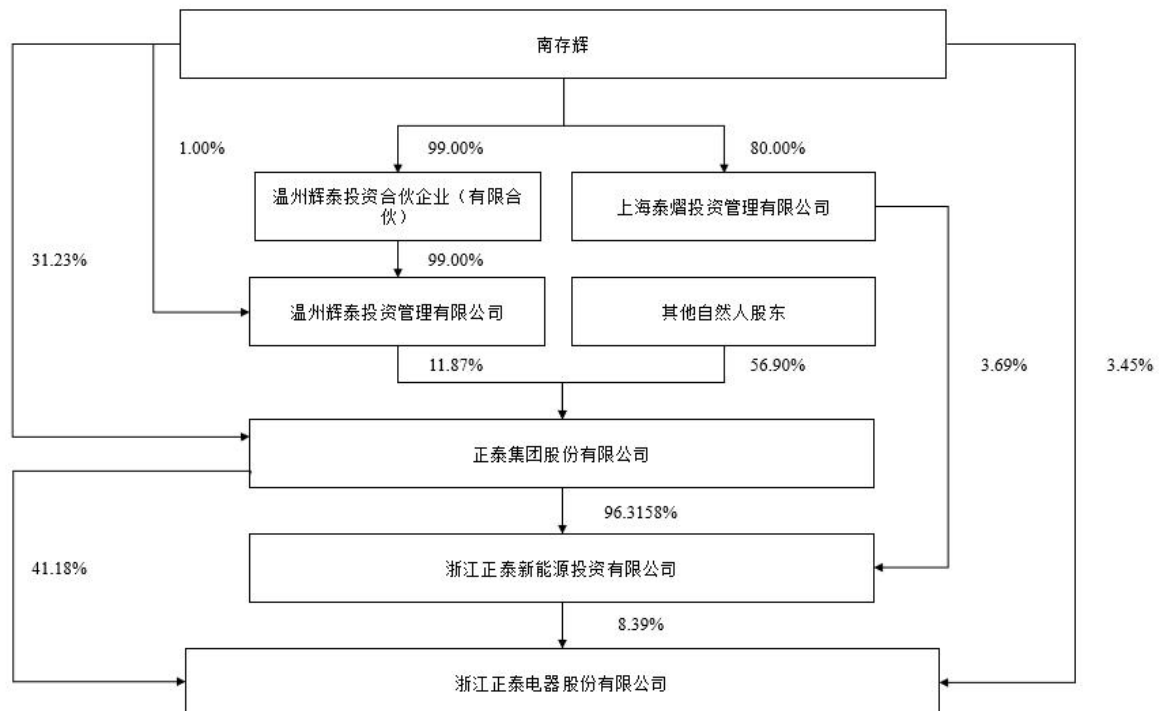 南存辉
1.00%
99.00%
80.00%
温州辉泰投资合伙企业（有限合
伙）
上海泰熠投资管理有限公司
31.23%
99.00%
温州辉泰投资管理有限公司
其他自然人股东
11.87%
56.90%
3.69%
3.45%
正泰集团股份有限公司
96.3158%
41.18%
浙江正泰新能源投资有限公司
8.39%
浙江正泰电器股份有限公司